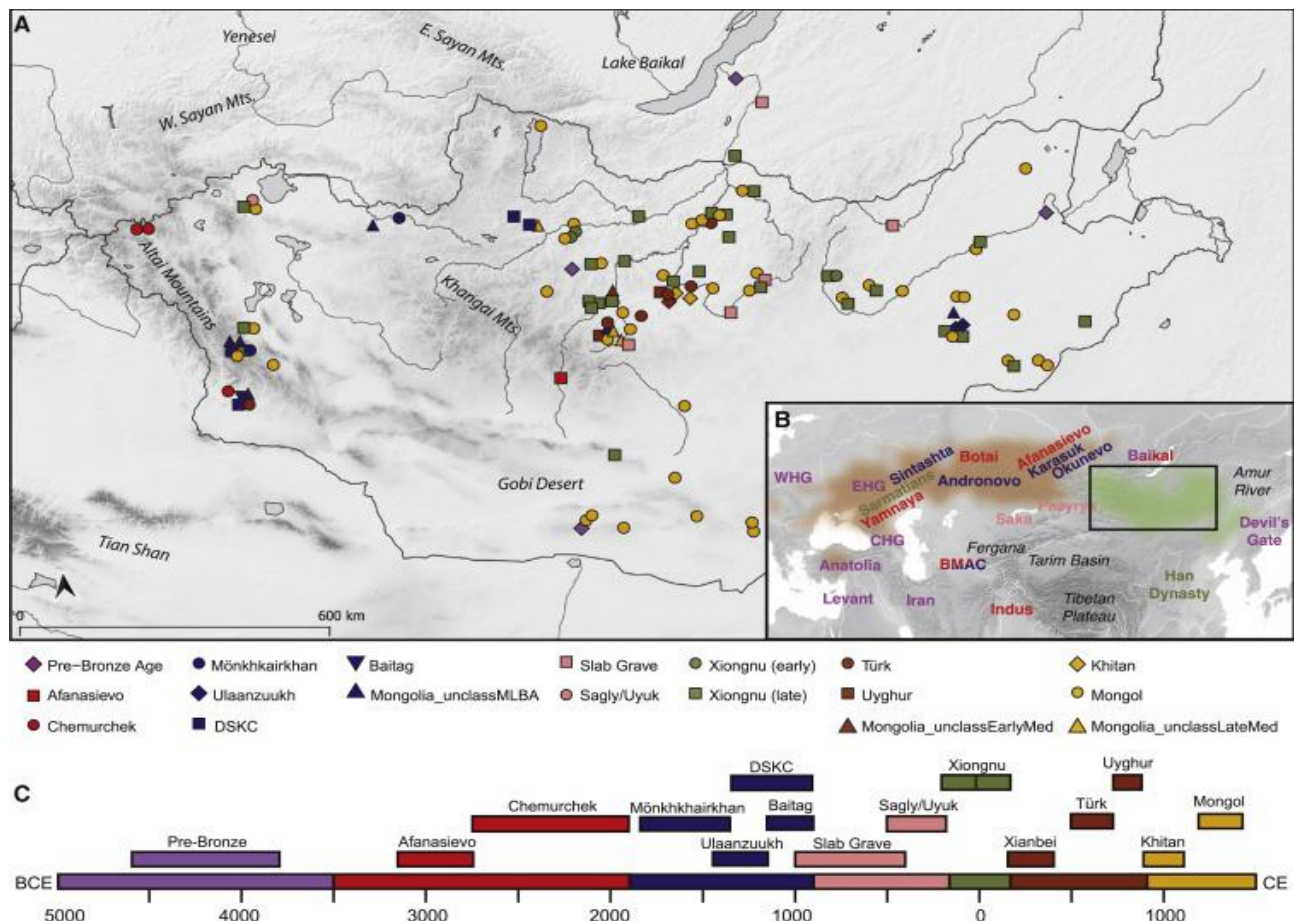 A
Yenesei
E. Sayan Mts.
Lake Baikal
W. Sayan Mts.
Altai Mountains
Khangai Mts.
Gobi Desert
Tian Shan
0
600 km
B
WHG
EHG
Sintashta
Sarmatians
Yamnaya
Botai
Andronovo
Afanasievo
Karasuk
Okunevo
Baikal
Amur
River
Saka
Devil's
Gate
CHG
Fergana
Tarim Basin
Anatolia
BMAC
Levant
Iran
Indus
Tibetan
Plateau
Han
Dynasty
Pre-Bronze Age
Mönkhkairkhan
Baitag
Slab Grave
Xiongnu (early)
Türk
Khitan
Afanasievo
Ulaanzuukh
Mongolia_unclassMLBA
Sagly/Uyuk
Xiongnu (late)
Uyghur
Mongol
Chemurchek
DSKC
Mongolia_unclassEarlyMed
Mongolia_unclassLateMed
C
DSKC
Xiongnu
Uyghur
Chemurchek
Mönkhkhairkhan
Baitag
Sagly/Uyuk
Türk
Mongol
Pre-Bronze
Afanasievo
Ulaanzuukh
Slab Grave
Xianbei
Khitan
BCE
CE
5000
4000
3000
2000
1000
0
1000